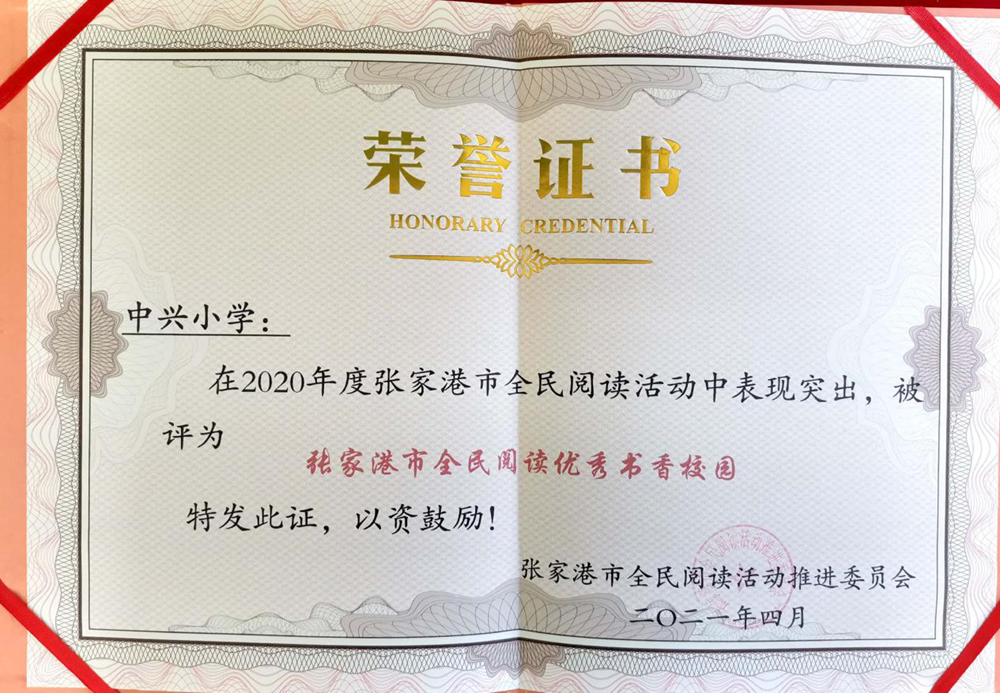 荣誉证书
HONORARY CREDENTIAL
中兴小学：
在2020年度张家港市全民阅读活动中表现突出，被
评为
张家港市全民阅读优秀书香校园
特发此证，以资鼓励！
张家港市全民阅读活动推进委员会
二〇二一年四月